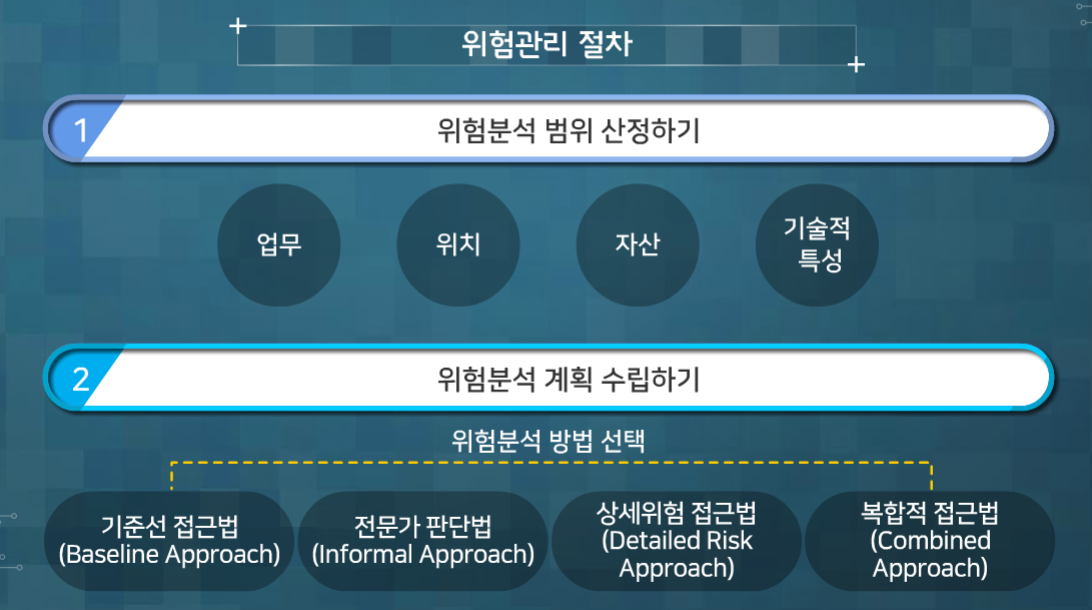 위험관리 절차
1
위험분석 범위 산정하기
업무
위치
자산
기술적
특성
2
위험분석 계획 수립하기
위험분석 방법 선택
기준선 접근법
(Baseline Approach)
전문가 판단법
(Informal Approach)
상세위험 접근법
(Detailed Risk
Approach)
복합적 접근법
(Combined
Approach)